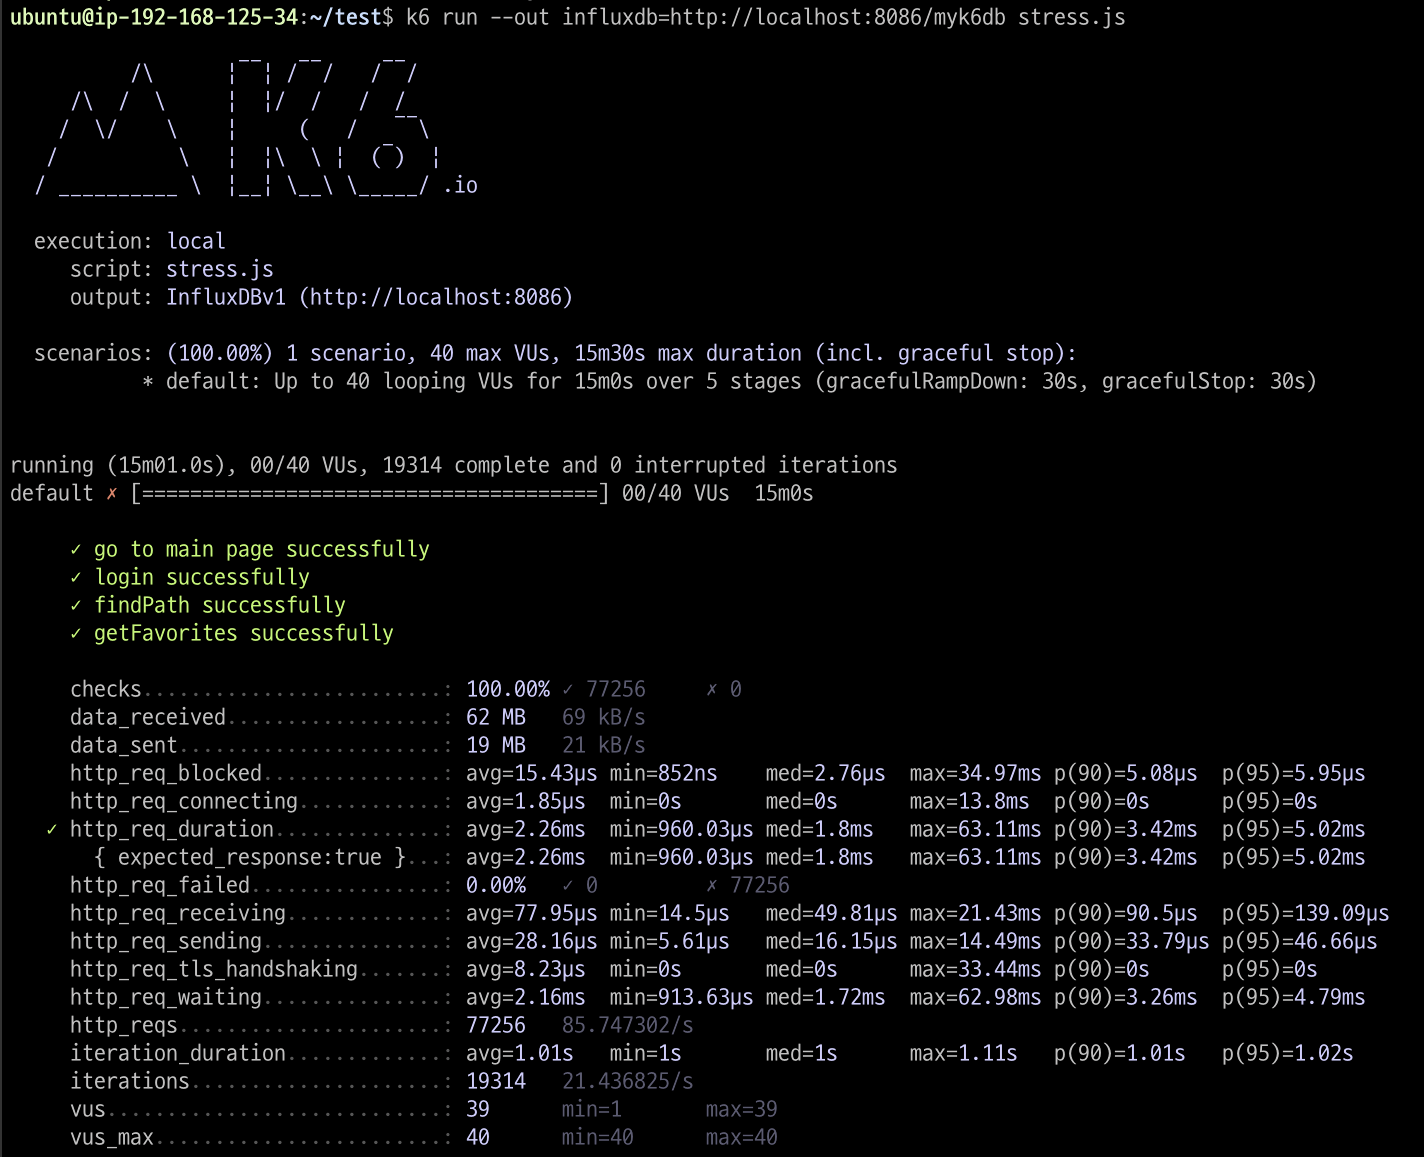 ubuntu@ip-192-168-125-34:~/test$ k6 run --out influxdb=http://localhost:8086/myk6db stress.js
.io
execution: local
script: stress.js
output: InfluxDBv1 (http://localhost:8086)
scenarios: (100.00%) 1 scenario, 40 max VUs, 15m30s max duration (incl. graceful stop):
* default: Up to 40 looping VUs for 15m0s over 5 stages (gracefulRampDown: 30s, gracefulStop: 30s)
running (15m01.0s), 00/40 VUs, 19314 complete and 0 interrupted iterations
default ✗ [======================================] 00/40 VUs  15m0s
✓ go to main page successfully
✓ login successfully
✓ findPath successfully
✓ getFavorites successfully
checks.........................: 100.00% ✓ 77256     ✗ 0
data_received..................: 62 MB   69 kB/s
data_sent......................: 19 MB   21 kB/s
http_req_blocked...............: avg=15.43µs min=852ns    med=2.76µs  max=34.97ms p(90)=5.08µs  p(95)=5.95µs
http_req_connecting............: avg=1.85µs  min=0s       med=0s      max=13.8ms  p(90)=0s      p(95)=0s
✓ http_req_duration..............: avg=2.26ms  min=960.03µs med=1.8ms   max=63.11ms p(90)=3.42ms  p(95)=5.02ms
{ expected_response:true }...: avg=2.26ms  min=960.03µs med=1.8ms   max=63.11ms p(90)=3.42ms  p(95)=5.02ms
http_req_failed................: 0.00%   ✓ 0         ✗ 77256
http_req_receiving.............: avg=77.95µs min=14.5µs   med=49.81µs max=21.43ms p(90)=90.5µs  p(95)=139.09µs
http_req_sending...............: avg=28.16µs min=5.61µs   med=16.15µs max=14.49ms p(90)=33.79µs p(95)=46.66µs
http_req_tls_handshaking.......: avg=8.23µs  min=0s       med=0s      max=33.44ms p(90)=0s      p(95)=0s
http_req_waiting...............: avg=2.16ms  min=913.63µs med=1.72ms  max=62.98ms p(90)=3.26ms  p(95)=4.79ms
http_reqs......................: 77256   85.747302/s
iteration_duration.............: avg=1.01s   min=1s       med=1s      max=1.11s   p(90)=1.01s   p(95)=1.02s
iterations.....................: 19314   21.436825/s
vus............................: 39      min=1       max=39
vus_max........................: 40      min=40      max=40